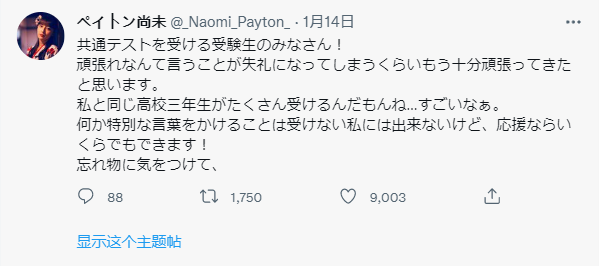 ペイトン尚未 @_Naomi_Payton_ · 1月14日
共通テストを受ける受験生のみなさん！
頑張れなんて言うことが失礼になってしまうくらいもう十分頑張ってきた
と思います。
私と同じ高校三年生がたくさん受けるんだもんね...すごいなぁ。
何か特別な言葉をかけることは受けない私には出来ないけど、応援ならい
くらでもできます！
忘れ物に気をつけて、
88 1,750 9,003
显示这个主题帖